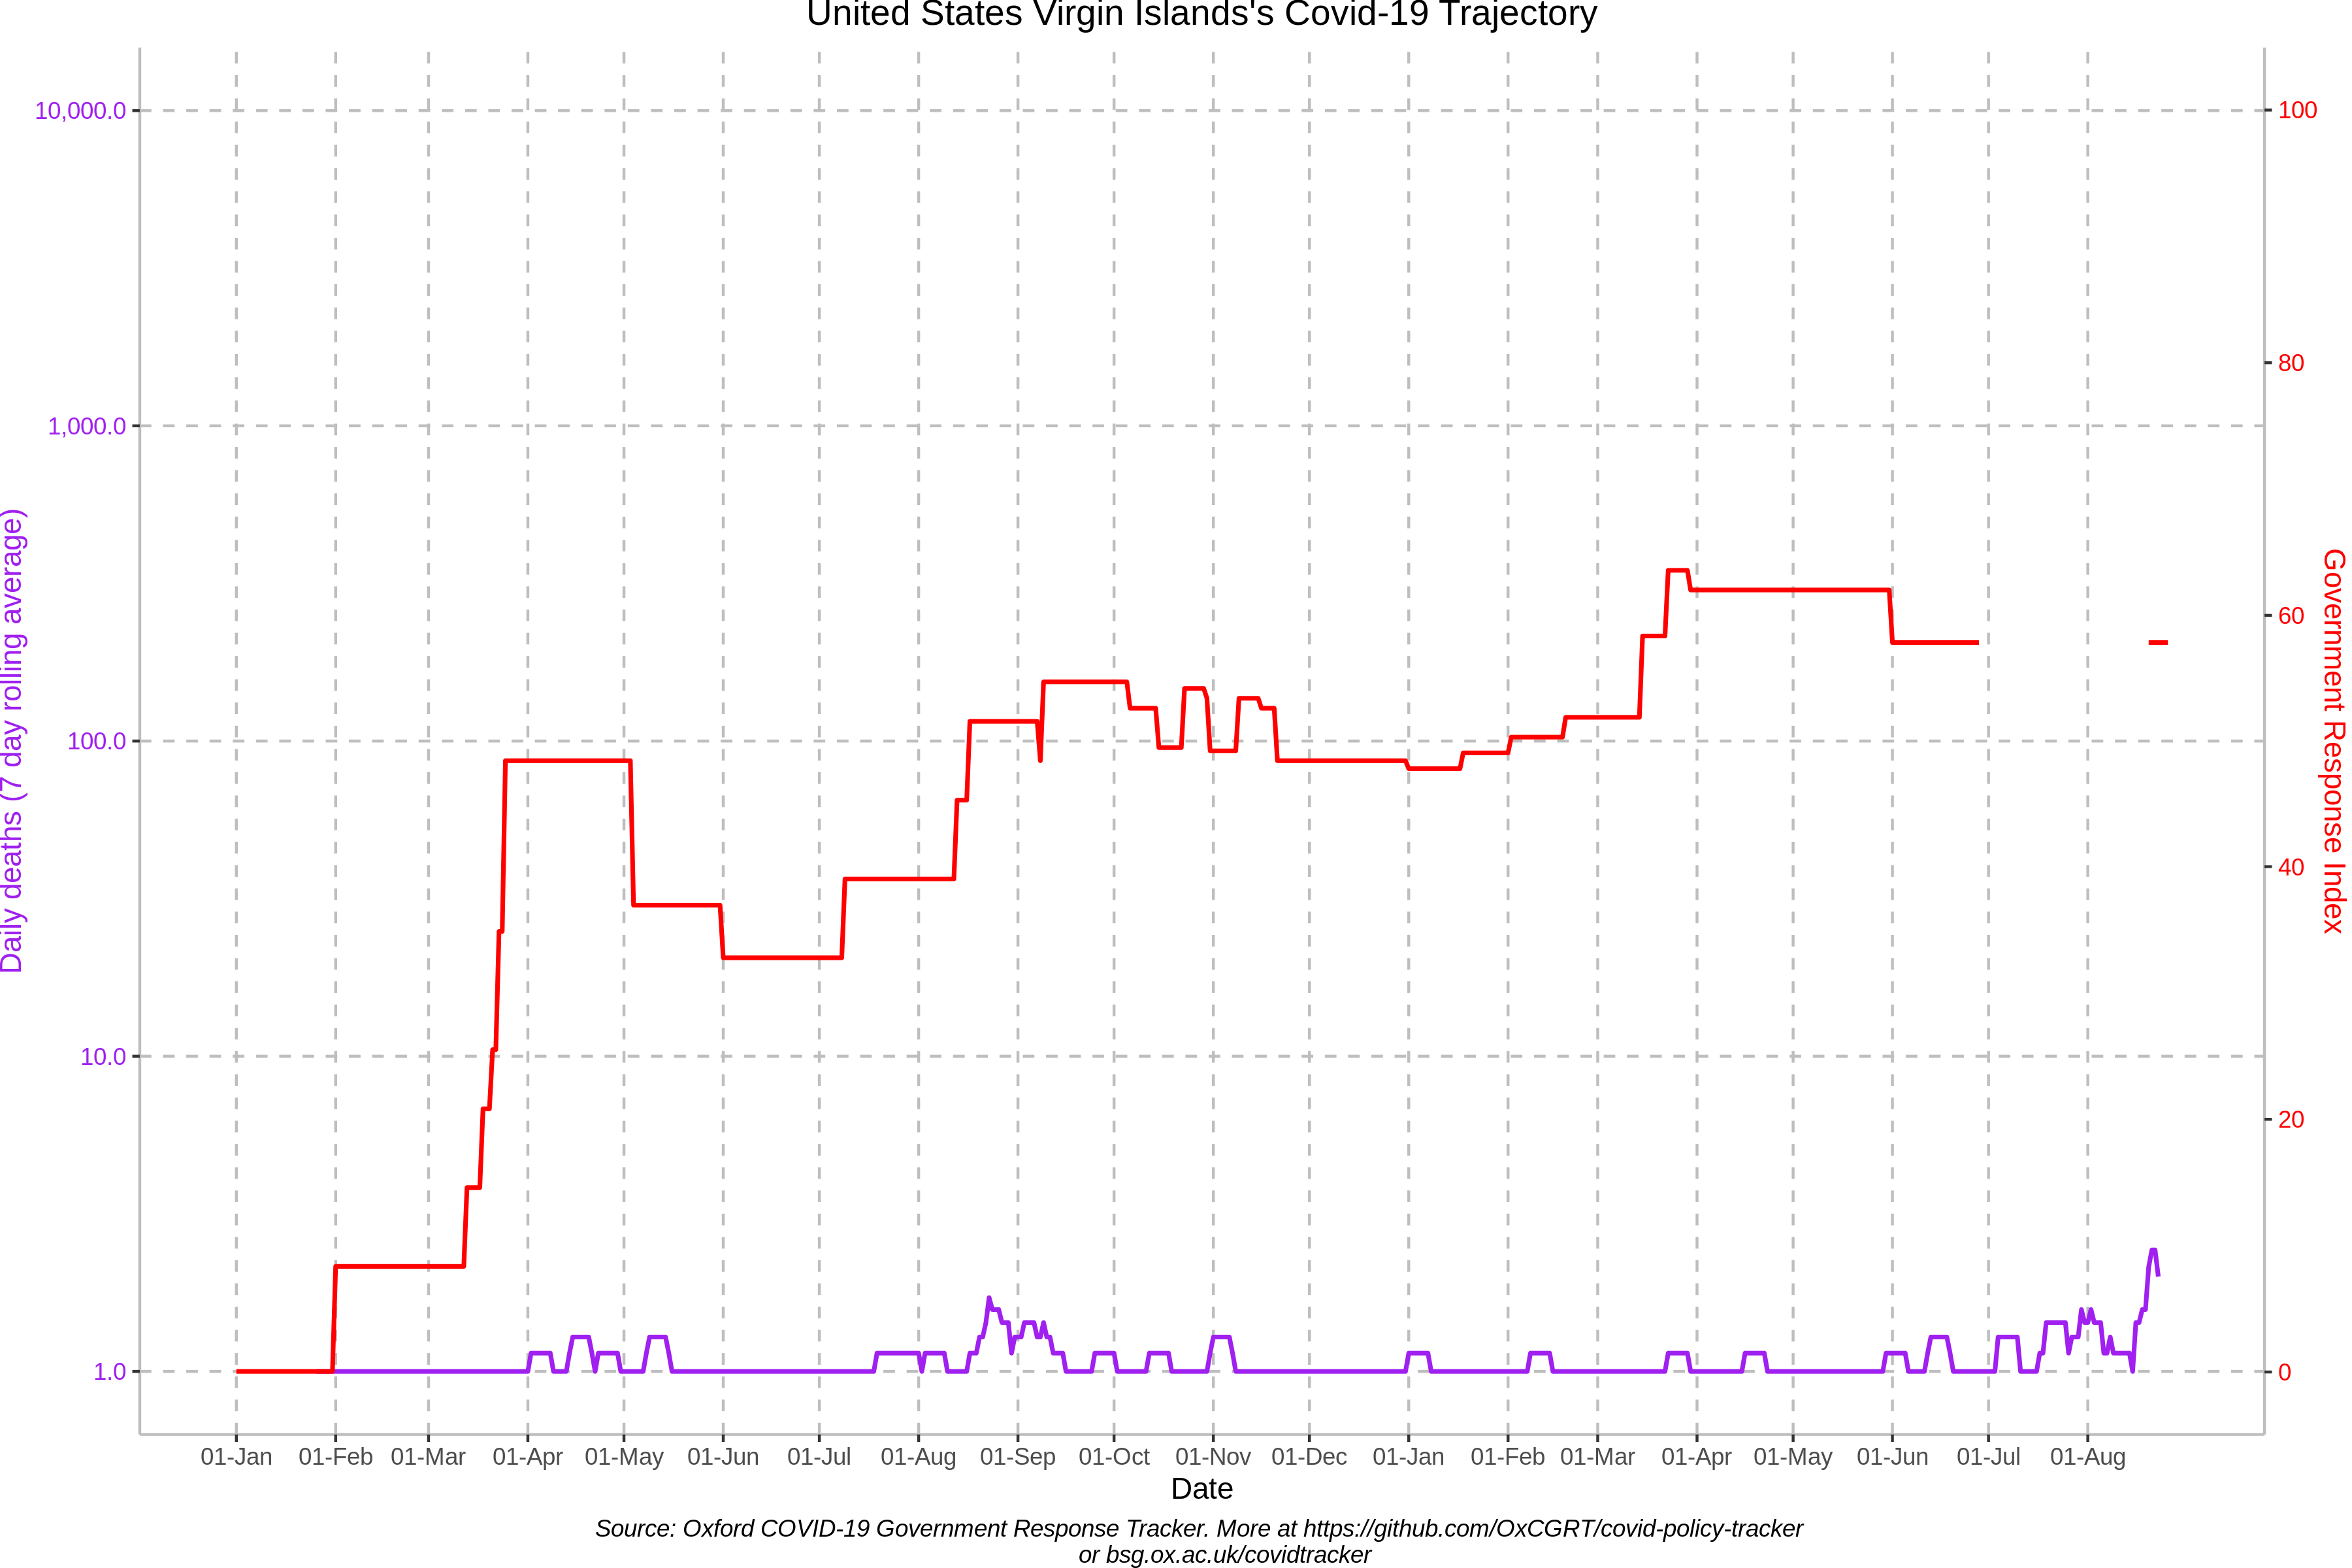 United States Virgin Islands's Covid-19 Trajectory
10,000.0
1,000.0
100.0
10.0
1.0
Daily deaths (7 day rolling average)
100
80
60
40
20
0
Government Response Index
01-Jan 01-Feb 01-Mar 01-Apr 01-May 01-Jun 01-Jul 01-Aug 01-Sep 01-Oct 01-Nov 01-Dec 01-Jan 01-Feb 01-Mar 01-Apr 01-May 01-Jun 01-Jul 01-Aug
Date
Source: Oxford COVID-19 Government Response Tracker. More at https://github.com/OxCGRT/covid-policy-tracker
or bsg.ox.ac.uk/covidtracker